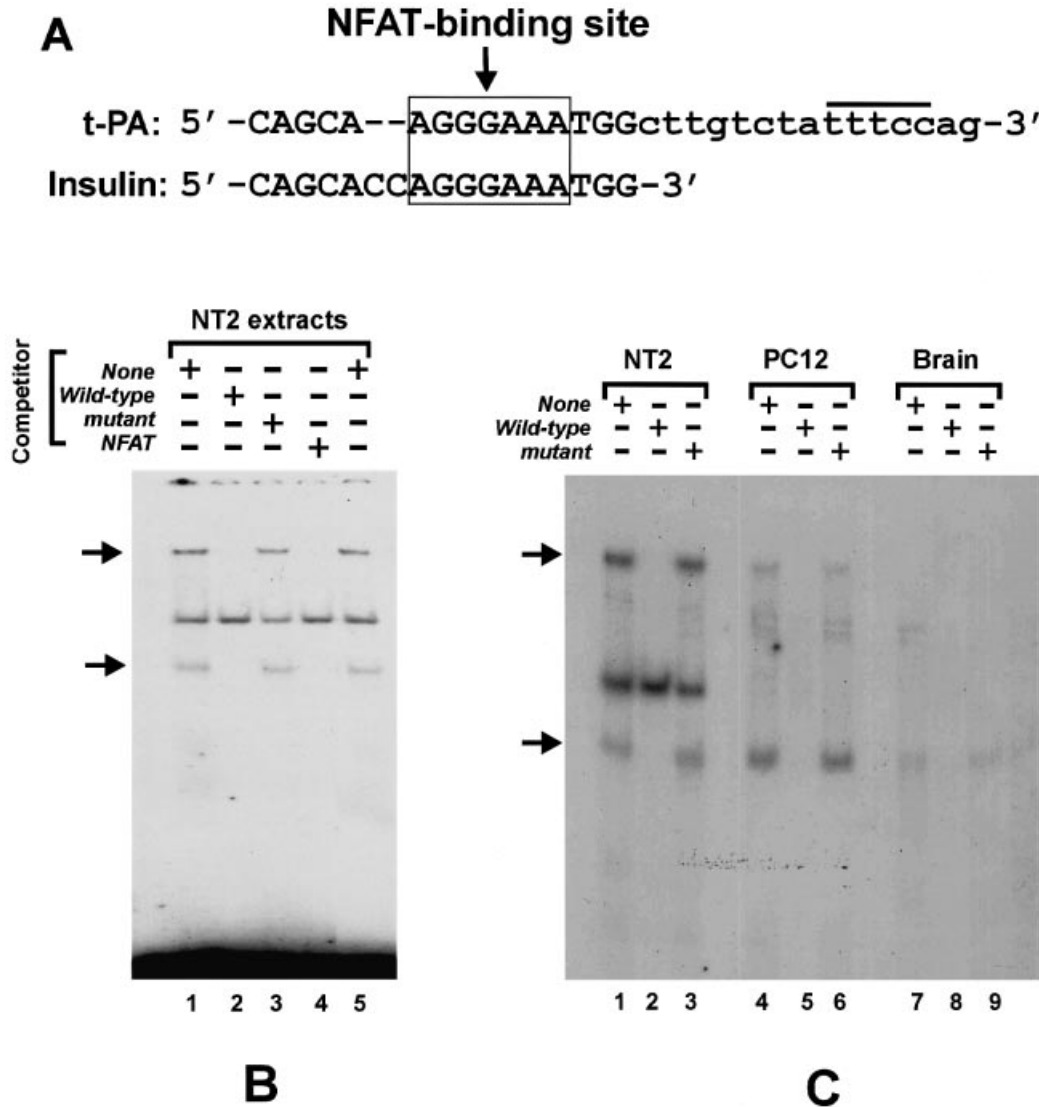 A
NFAT-binding site
t-PA: 5′-CAGCA--AGGGAAATGGcttgtctatttccag-3′
Insulin: 5′-CAGCACCAGGGAAATGG-3′
NT2 extracts
Competitor
None + - - - +
Wild-type - + - - -
mutant - - + - -
NFAT - - - + -
1 2 3 4 5
B
NT2 PC12 Brain
None + - - + - - + - -
Wild-type - + - - + - - + -
mutant - - + - - + - - +
1 2 3 4 5 6 7 8 9
C